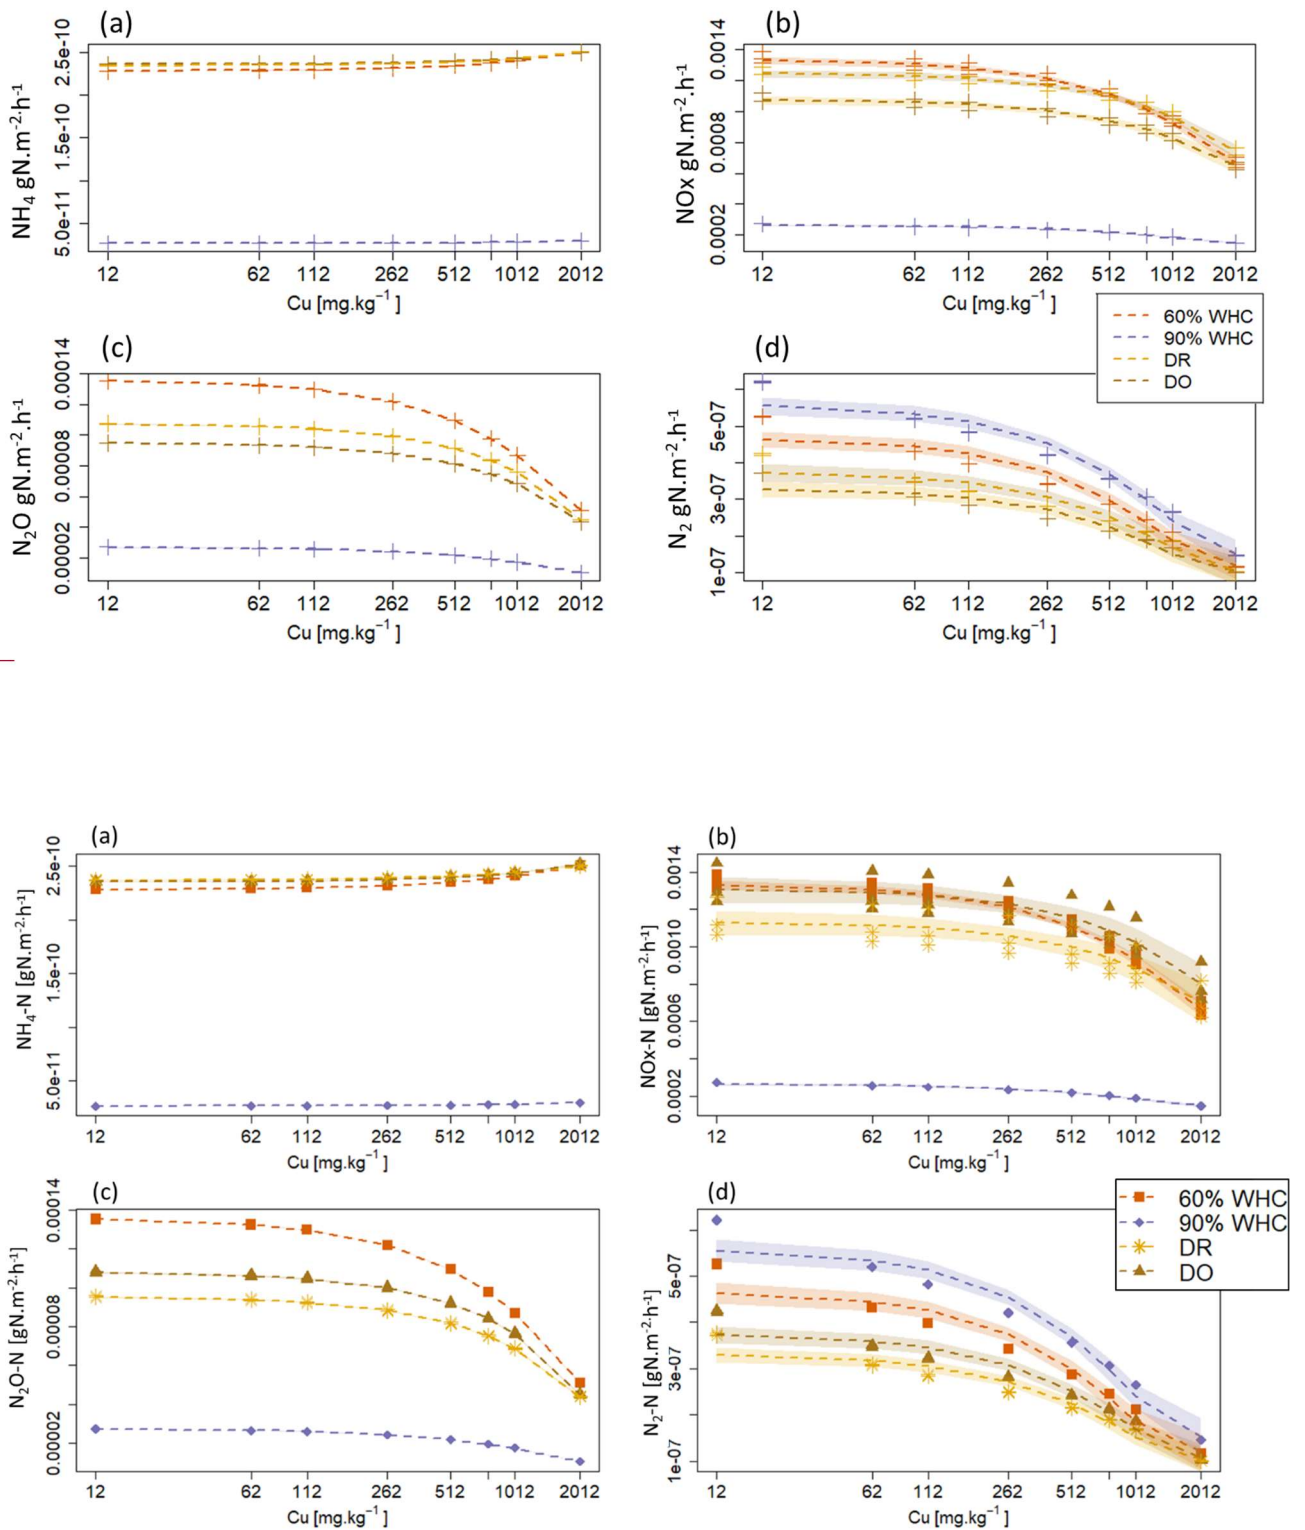 (a)
NH4 gN.m-2.h-1
5.0e-11 1.5e-10 2.5e-10
12 62 112 262 512 1012 2012
Cu [mg.kg−1 ]
(b)
NOx gN.m-2.h-1
0.0002 0.0008 0.0014
12 62 112 262 512 1012 2012
Cu [mg.kg−1 ]
60% WHC
90% WHC
DR
DO
(c)
N2O gN.m-2.h-1
0.00002 0.00008 0.00014
12 62 112 262 512 1012 2012
Cu [mg.kg−1 ]
(d)
N2 gN.m-2.h-1
1e-07 3e-07 5e-07
12 62 112 262 512 1012 2012
Cu [mg.kg−1 ]
(a)
NH4-N [gN.m-2.h-1]
5.0e-11 1.5e-10 2.5e-10
12 62 112 262 512 1012 2012
Cu [mg.kg−1 ]
(b)
NOx-N [gN.m-2.h-1]
0.0002 0.0006 0.0010 0.0014
12 62 112 262 512 1012 2012
Cu [mg.kg−1 ]
(c)
N2O-N [gN.m-2.h-1]
0.00002 0.00008 0.00014
12 62 112 262 512 1012 2012
Cu [mg.kg−1 ]
(d)
60% WHC
90% WHC
DR
DO
N2-N [gN.m-2.h-1]
1e-07 3e-07 5e-07
12 62 112 262 512 1012 2012
Cu [mg.kg−1 ]